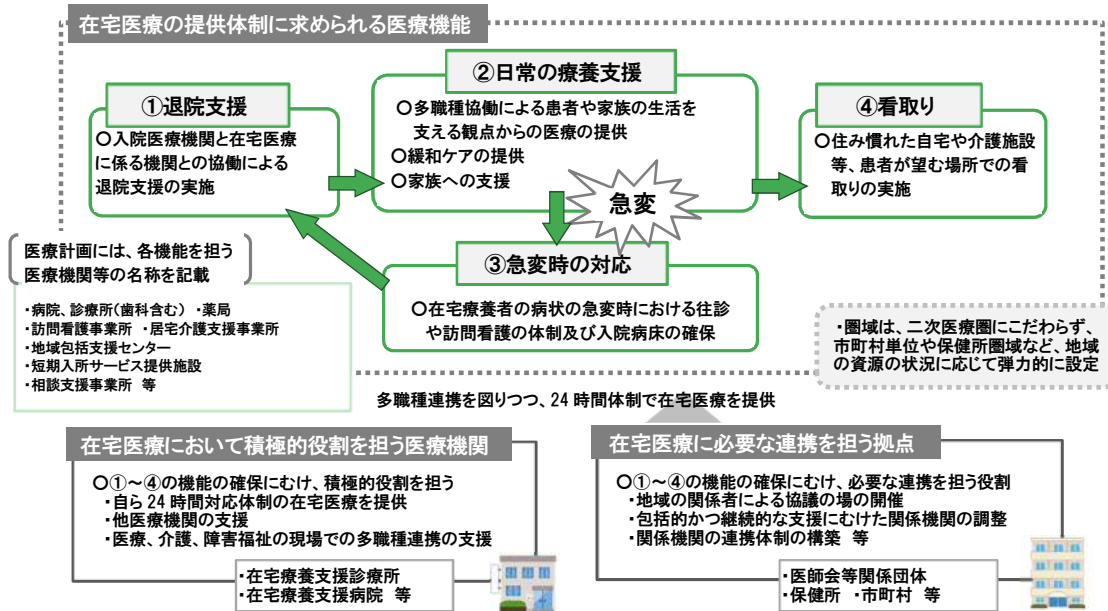 在宅医療の提供体制に求められる医療機能
①退院支援
○入院医療機関と在宅医療
に係る機関との協働による
退院支援の実施
②日常の療養支援
○多職種協働による患者や家族の生活を
支える観点からの医療の提供
○緩和ケアの提供
○家族への支援
急変
④看取り
○住み慣れた自宅や介護施設
等、患者が望む場所での看
取りの実施
③急変時の対応
○在宅療養者の病状の急変時における往診
や訪問看護の体制及び入院病床の確保
医療計画には、各機能を担う
医療機関等の名称を記載
・病院、診療所(歯科含む) ・薬局
・訪問看護事業所 ・居宅介護支援事業所
・地域包括支援センター
・短期入所サービス提供施設
・相談支援事業所 等
・圏域は、二次医療圏にこだわらず、
市町村単位や保健所圏域など、地域
の資源の状況に応じて弾力的に設定
多職種連携を図りつつ、24時間体制で在宅医療を提供
在宅医療において積極的役割を担う医療機関
○①～④の機能の確保にむけ、積極的役割を担う
・自ら24時間対応体制の在宅医療を提供
・他医療機関の支援
・医療、介護、障害福祉の現場での多職種連携の支援
・在宅療養支援診療所
・在宅療養支援病院 等
在宅医療に必要な連携を担う拠点
○①～④の機能の確保にむけ、必要な連携を担う役割
・地域の関係者による協議の場の開催
・包括的かつ継続的な支援にむけた関係機関の調整
・関係機関の連携体制の構築 等
・医師会等関係団体
・保健所 ・市町村 等